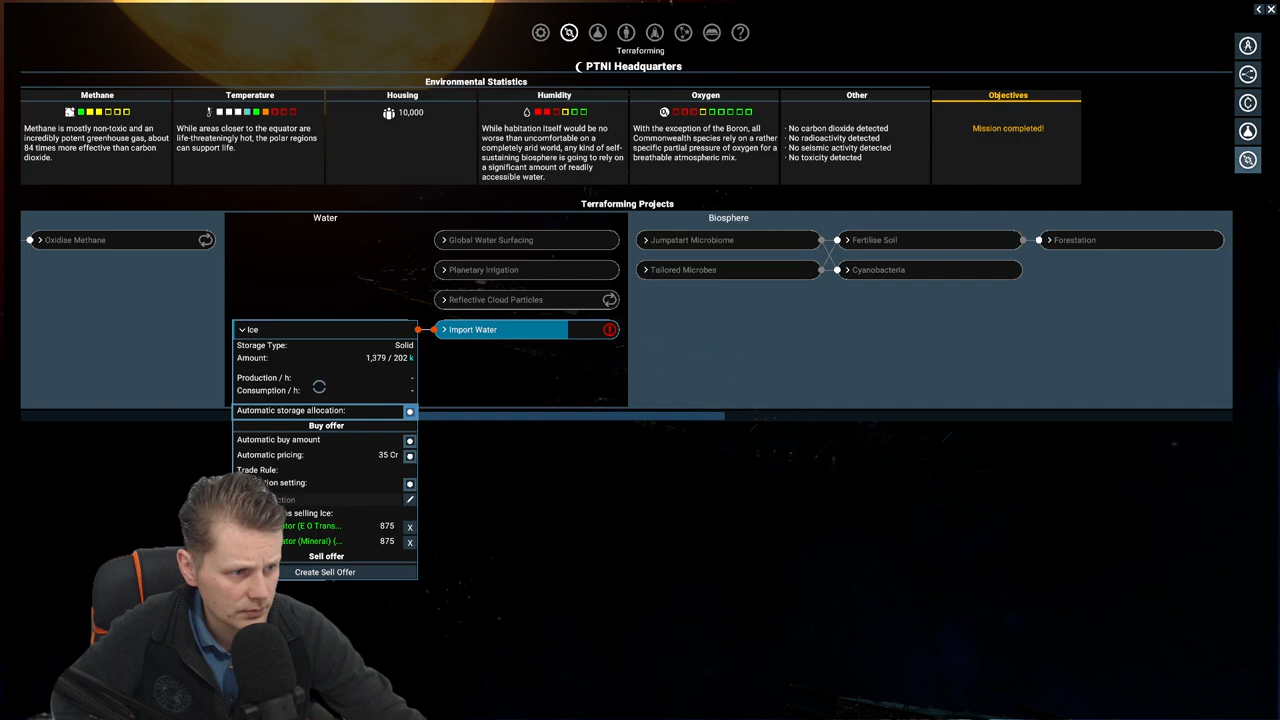 Terraforming
PTNI Headquarters
Environmental Statistics
Methane
Methane is mostly non-toxic and an
incredibly potent greenhouse gas, about
84 times more effective than carbon
dioxide.
Temperature
While areas closer to the equator are
life-threateningly hot, the polar regions
can support life.
Housing
10,000
Humidity
While habitation itself would be no
worse than uncomfortable on a
completely arid world, any kind of self-
sustaining biosphere is going to rely on
a significant amount of readily
accessible water.
Oxygen
With the exception of the Boron, all
Commonwealth species rely on a rather
specific partial pressure of oxygen for a
breathable atmospheric mix.
Other
· No carbon dioxide detected
· No radioactivity detected
· No seismic activity detected
· No toxicity detected
Objectives
Mission completed!
Terraforming Projects
Oxidise Methane
Water
Global Water Surfacing
Planetary Irrigation
Reflective Cloud Particles
Import Water
Biosphere
Jumpstart Microbiome
Fertilise Soil
Forestation
Tailored Microbes
Cyanobacteria
Ice
Storage Type: Solid
Amount: 1,379 / 202 k
Production / h: -
Consumption / h: -
Automatic storage allocation:
Buy offer
Automatic buy amount
Automatic pricing: 35 Cr
Trade Rule:
tion setting:
ction
ns selling Ice:
ator (E O Trans... 875 X
ator (Mineral) (... 875 X
Sell offer
Create Sell Offer